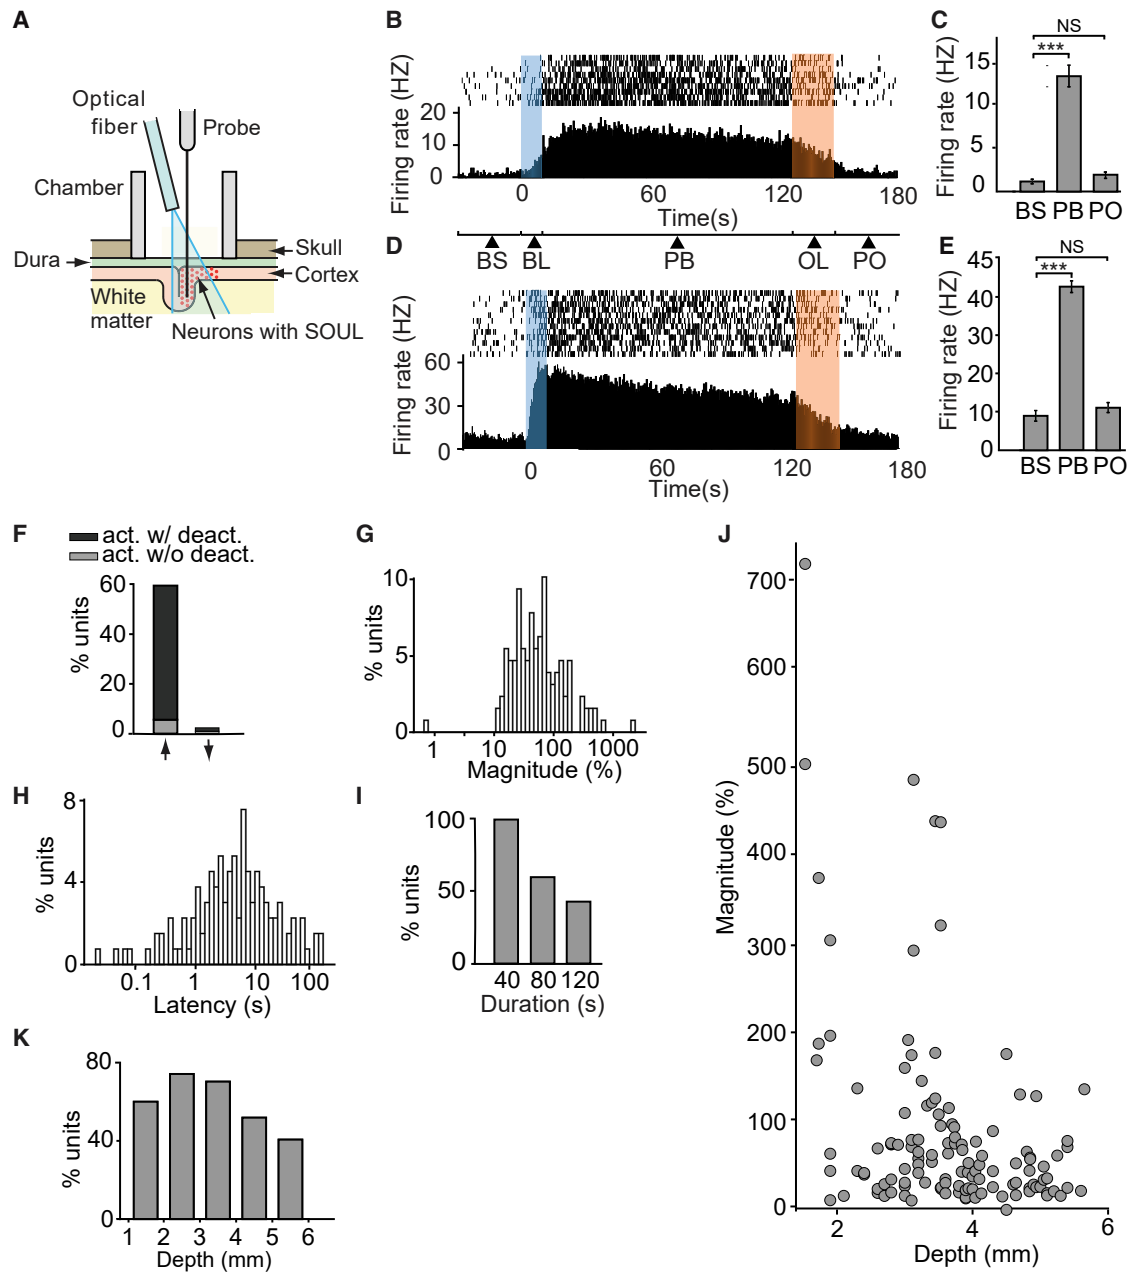 A
Optical
fiber
Probe
Chamber
Skull
Dura
Cortex
White
matter
Neurons with SOUL
B
Firing rate (HZ)
20
10
0
0
60
120
180
Time(s)
BS
BL
PB
OL
PO
C
NS
***
Firing rate (HZ)
15
10
5
0
BS PB PO
D
Firing rate (HZ)
60
30
0
0
60
120
180
Time(s)
E
NS
***
Firing rate (HZ)
45
40
30
20
10
0
BS PB PO
F
act. w/ deact.
act. w/o deact.
% units
60
40
20
0
G
% units
10
5
0
1
10
100
1000
Magnitude (%)
H
% units
8
4
0
0.1
1
10
100
Latency (s)
I
% units
100
50
0
40 80 120
Duration (s)
J
Magnitude (%)
700
600
500
400
300
200
100
0
2
4
6
Depth (mm)
K
% units
80
40
0
1 2 3 4 5 6
Depth (mm)